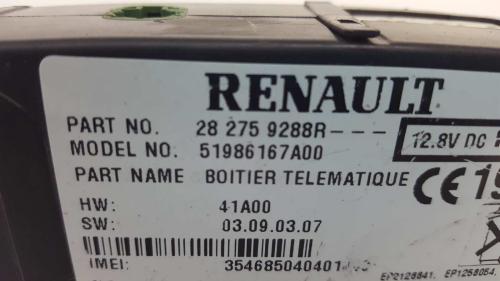 RENAULT
PART NO. 28 275 9288R---
MODEL NO. 51986167A00
12.8V DC
PART NAME BOITIER TELEMATIQUE
CE
HW: 41A00
SW: 03.09.03.07
IMEI: 354685040401
EP2128841, EP1258054,